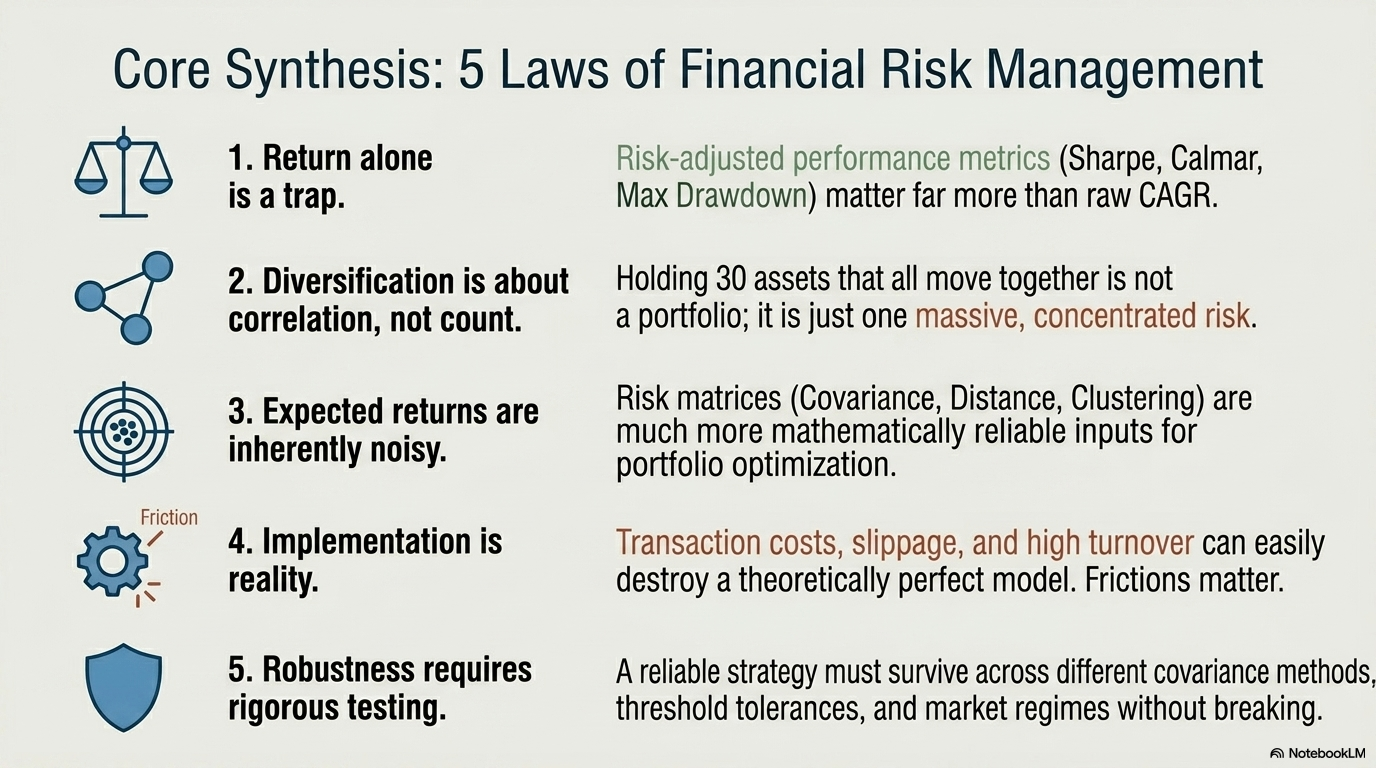 Core Synthesis: 5 Laws of Financial Risk Management
1. Return alone
is a trap.
Risk-adjusted performance metrics (Sharpe, Calmar,
Max Drawdown) matter far more than raw CAGR.
2. Diversification is about
correlation, not count.
Holding 30 assets that all move together is not
a portfolio; it is just one massive, concentrated risk.
3. Expected returns are
inherently noisy.
Risk matrices (Covariance, Distance, Clustering) are
much more mathematically reliable inputs for
portfolio optimization.
Friction
4. Implementation is
reality.
Transaction costs, slippage, and high turnover can easily
destroy a theoretically perfect model. Frictions matter.
5. Robustness requires
rigorous testing.
A reliable strategy must survive across different covariance methods,
threshold tolerances, and market regimes without breaking.
NotebookLM